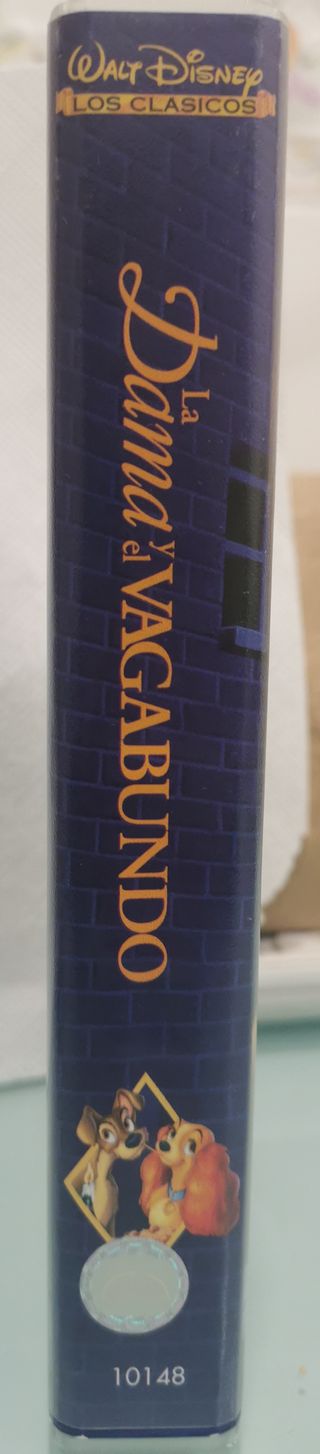 WALT DISNEY
LOS CLASICOS
La Dama y el VAGABUNDO
10148